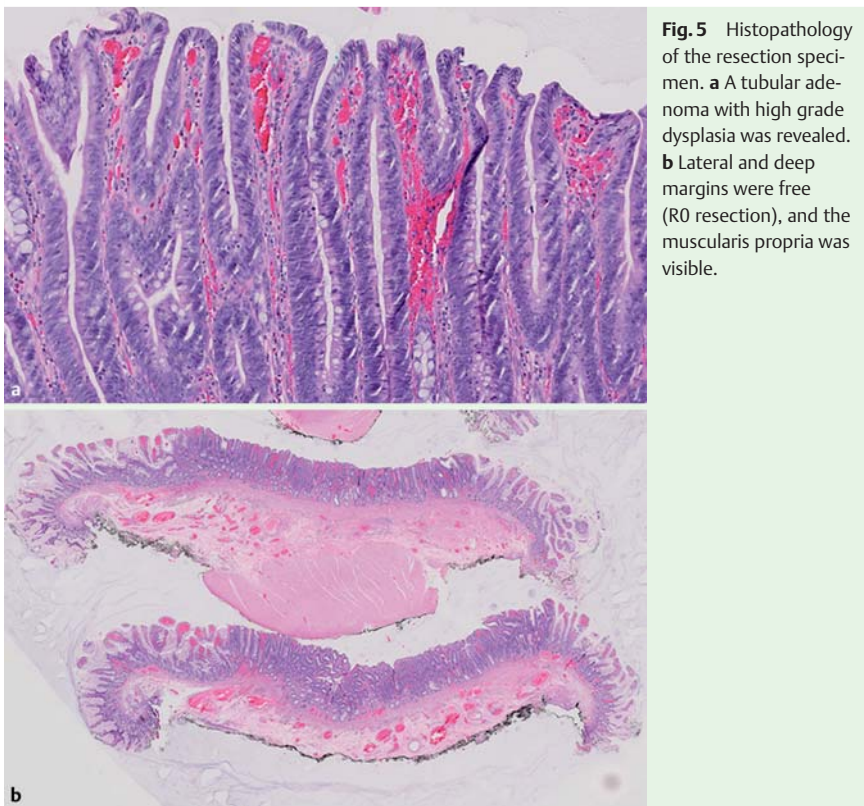 Fig. 5 Histopathology
of the resection speci-
men. a A tubular ade-
noma with high grade
dysplasia was revealed.
b Lateral and deep
margins were free
(R0 resection), and the
muscularis propria was
visible.
a
b